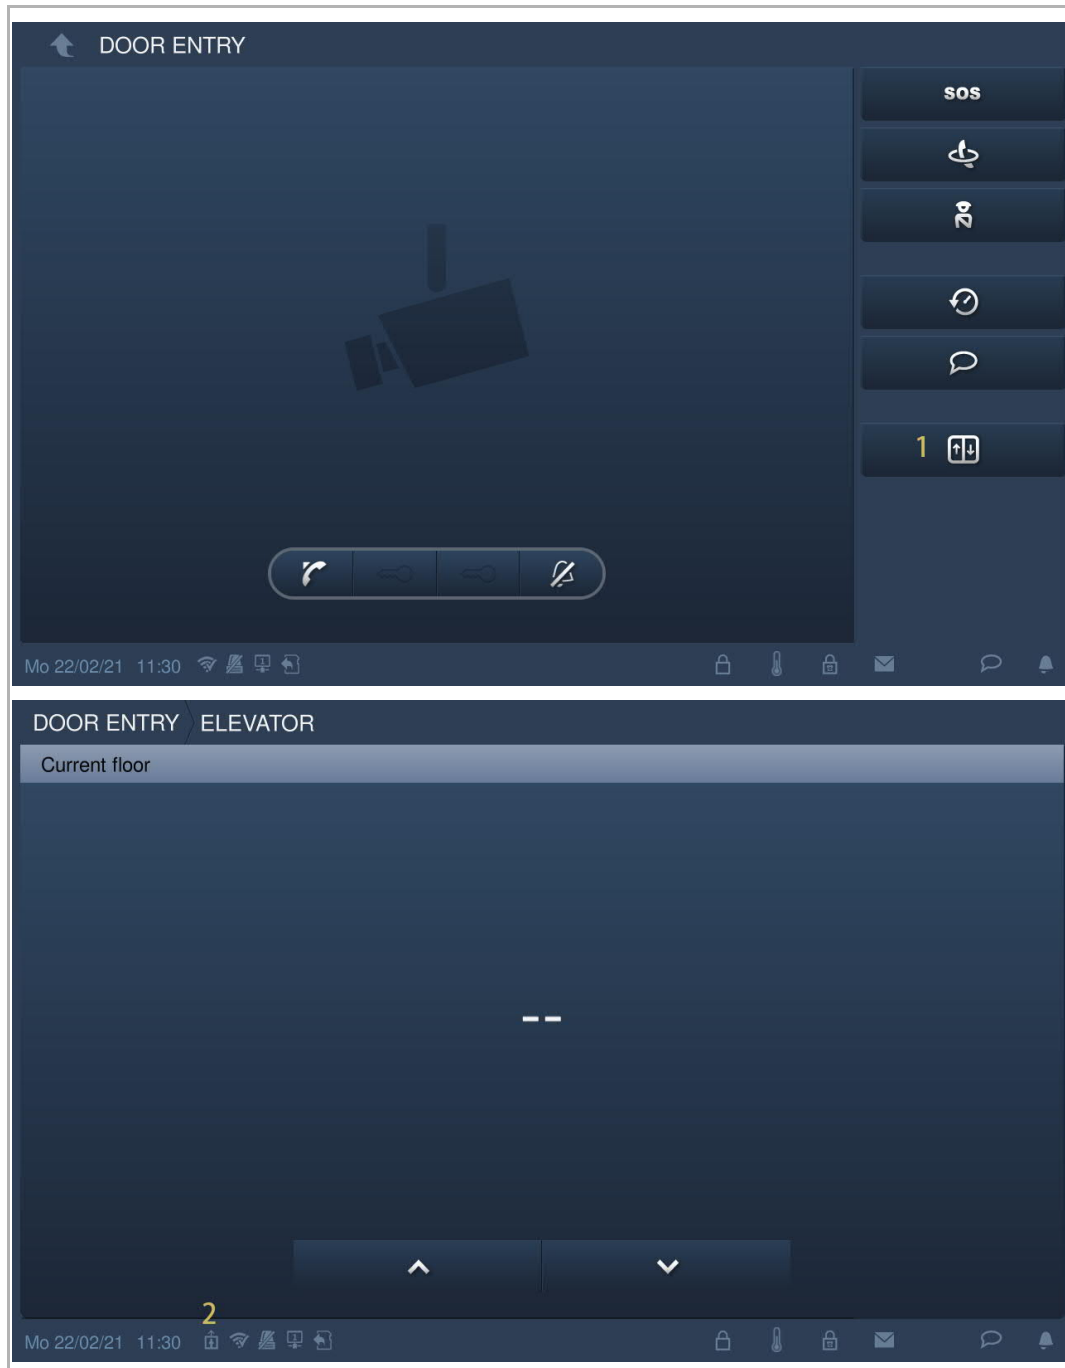 DOOR ENTRY
SOS
1
Mo 22/02/21 11:30
DOOR ENTRY ELEVATOR
Current floor
--
2
Mo 22/02/21 11:30